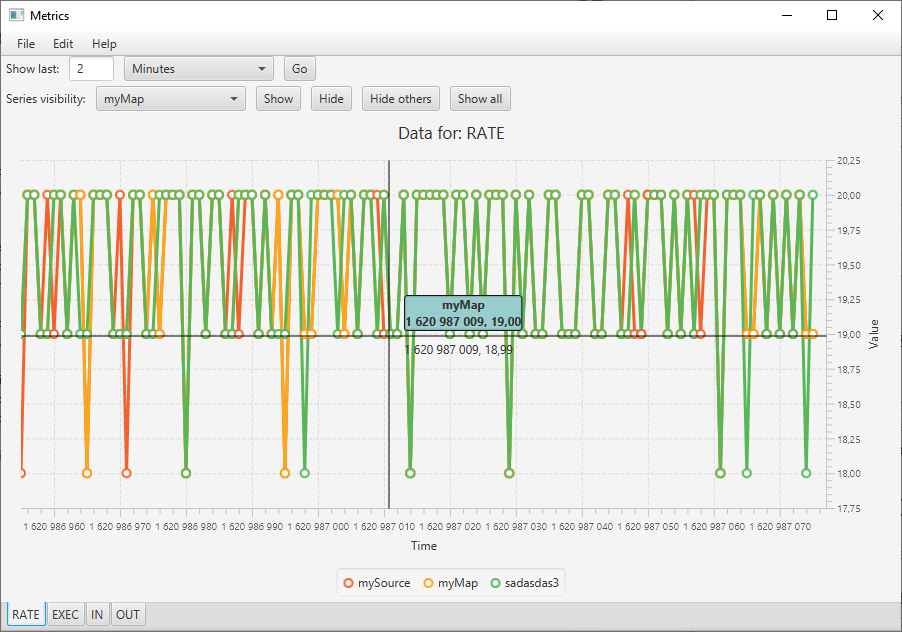 Metrics
File Edit Help
Show last: 2 Minutes Go
Series visibility: myMap Show Hide Hide others Show all
Data for: RATE
20,25
20,00
19,75
19,50
19,25
19,00
18,75
18,50
18,25
18,00
17,75
Value
myMap
1 620 987 009, 19,00
1 620 987 009, 18,99
1 620 986 960 1 620 986 970 1 620 986 980 1 620 986 990 1 620 987 000 1 620 987 010 1 620 987 020 1 620 987 030 1 620 987 040 1 620 987 050 1 620 987 060 1 620 987 070
Time
mySource myMap sadasdas3
RATE EXEC IN OUT